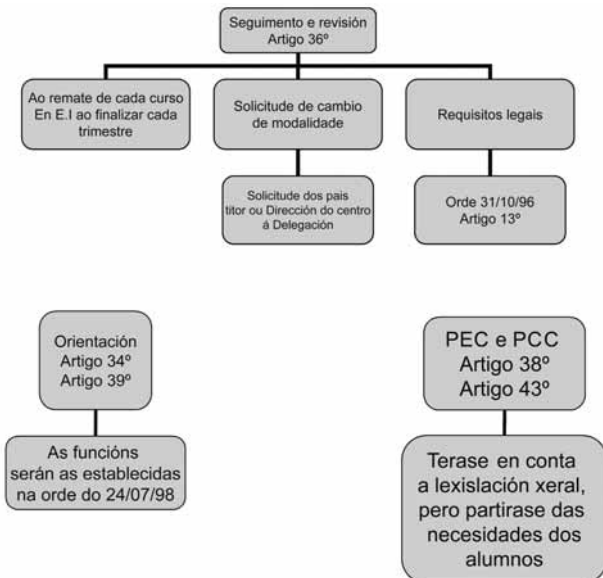 Seguimento e revisión
Artigo 36º
Ao remate de cada curso
En E.I ao finalizar cada
trimestre
Solicitude de cambio
de modalidade
Requisitos legais
Solicitude dos pais
titor ou Dirección do centro
á Delegación
Orde 31/10/96
Artigo 13º
Orientación
Artigo 34º
Artigo 39º
As funcións
serán as establecidas
na orde do 24/07/98
PEC e PCC
Artigo 38º
Artigo 43º
Terase en conta
a lexislación xeral,
pero partirase das
necesidades dos
alumnos